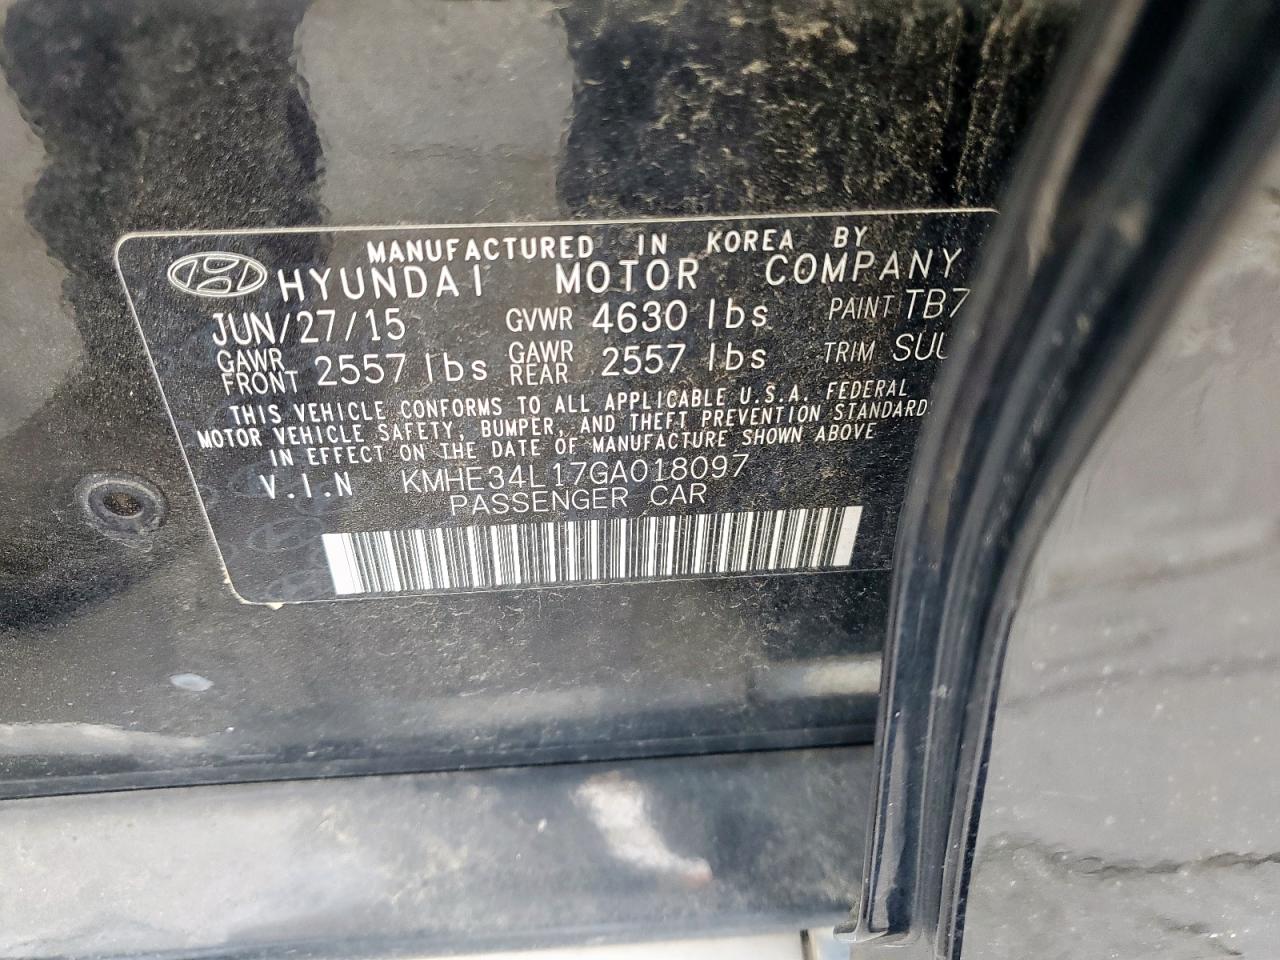 MANUFACTURED IN KOREA BY
HYUNDAI MOTOR COMPANY
JUN/27/15 GVWR 4630 lbs PAINT TB7
GAWR FRONT 2557 lbs GAWR REAR 2557 lbs TRIM
THIS VEHICLE CONFORMS TO ALL APPLICABLE U.S.A. FEDERAL
MOTOR VEHICLE SAFETY, BUMPER, AND THEFT PREVENTION STANDARD
IN EFFECT ON THE DATE OF MANUFACTURE SHOWN ABOVE
V.I.N KMHE34L17GA018097
PASSENGER CAR